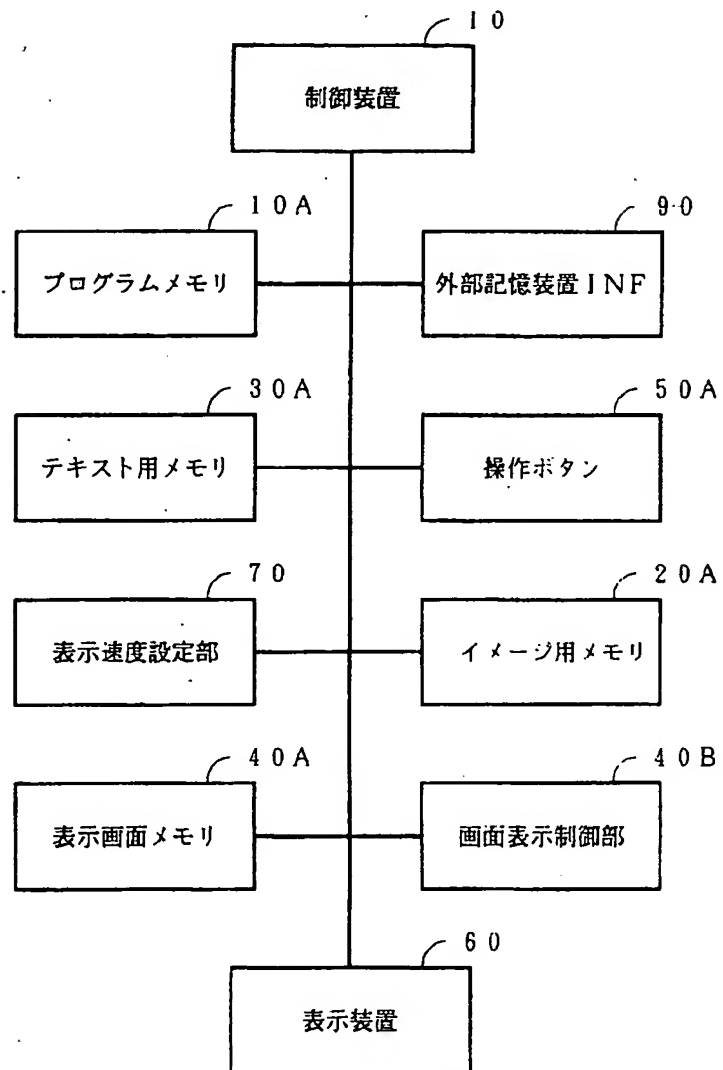 10
制御装置
10A
プログラムメモリ
90
外部記憶装置INF
30A
テキスト用メモリ
50A
操作ボタン
70
表示速度設定部
20A
イメージ用メモリ
40A
表示画面メモリ
40B
画面表示制御部
60
表示装置